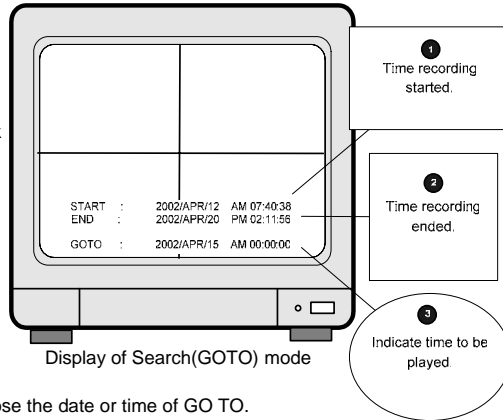 1
Time recording
started.
2
Time recording
ended.
START : 2002/APR/12 AM 07:40:38
END : 2002/APR/20 PM 02:11:56
GOTO : 2002/APR/15 AM 00:00:00
3
Indicate time to be
played.
Display of Search(GOTO) mode
ose the date or time of GO TO.